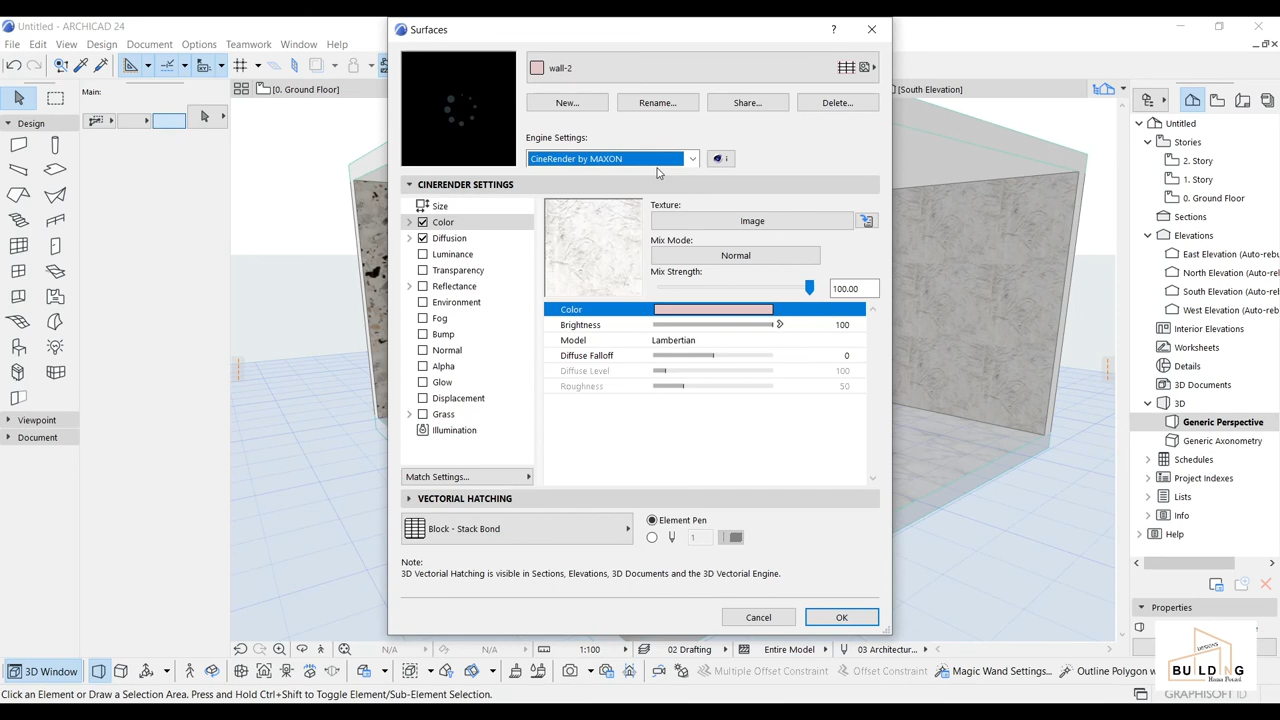 Untitled - ARCHICAD 24
File Edit View Design Document Options Teamwork Window Help
Main:
[0. Ground Floor]
[South Elevation]
Design
Viewpoint
Document
Surfaces
?
wall-2
New...
Rename...
Share...
Delete...
Engine Settings:
CineRender by MAXON
i
CINERENDER SETTINGS
Size
Color
Diffusion
Luminance
Transparency
Reflectance
Environment
Fog
Bump
Normal
Alpha
Glow
Displacement
Grass
Illumination
Match Settings...
Texture:
Image
Mix Mode:
Normal
Mix Strength:
100.00
Color
Brightness 100
Model Lambertian
Diffuse Falloff 0
Diffuse Level 100
Roughness 50
VECTORIAL HATCHING
Block - Stack Bond
Element Pen
1
Note:
3D Vectorial Hatching is visible in Sections, Elevations, 3D Documents and the 3D Vectorial Engine.
Cancel
OK
Untitled
Stories
2. Story
1. Story
0. Ground Floor
Sections
Elevations
East Elevation (Auto-reb
North Elevation (Auto-re
South Elevation (Auto-re
West Elevation (Auto-reb
Interior Elevations
Worksheets
Details
3D Documents
3D
Generic Perspective
Generic Axonometry
Schedules
Project Indexes
Lists
Info
Help
Properties
DESIGNS
BUILDING
N/A
N/A
1:100
02 Drafting
Entire Model
03 Architectur...
3D Window
Multiple Offset Constraint
Offset Constraint
Magic Wand Settings...
Outline Polygon w
Click an Element or Draw a Selection Area. Press and Hold Ctrl+Shift to Toggle Element/Sub-Element Selection.
GRAPHISOFT ID